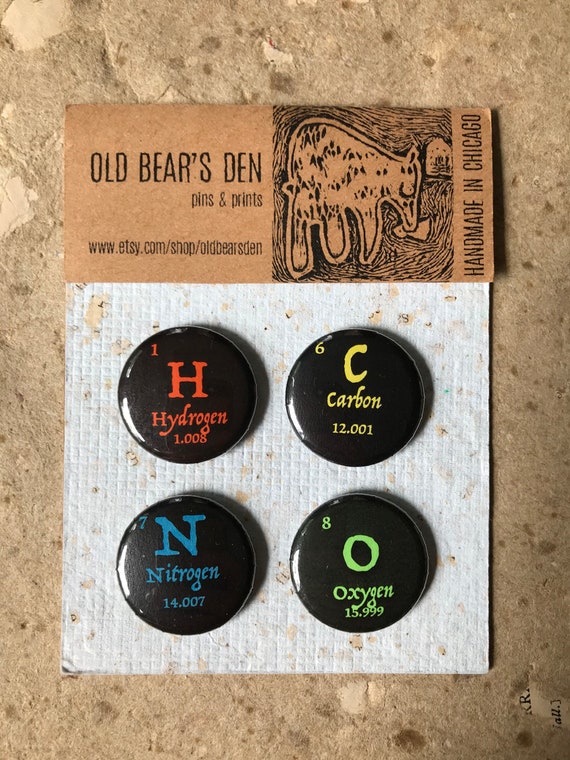 OLD BEAR'S DEN
pins & prints
www.etsy.com/shop/oldbearsden
HANDMADE IN CHICAGO
1
H
Hydrogen
1.008
6
C
Carbon
12.001
7
N
Nitrogen
14.007
8
O
Oxygen
15.999
all.]